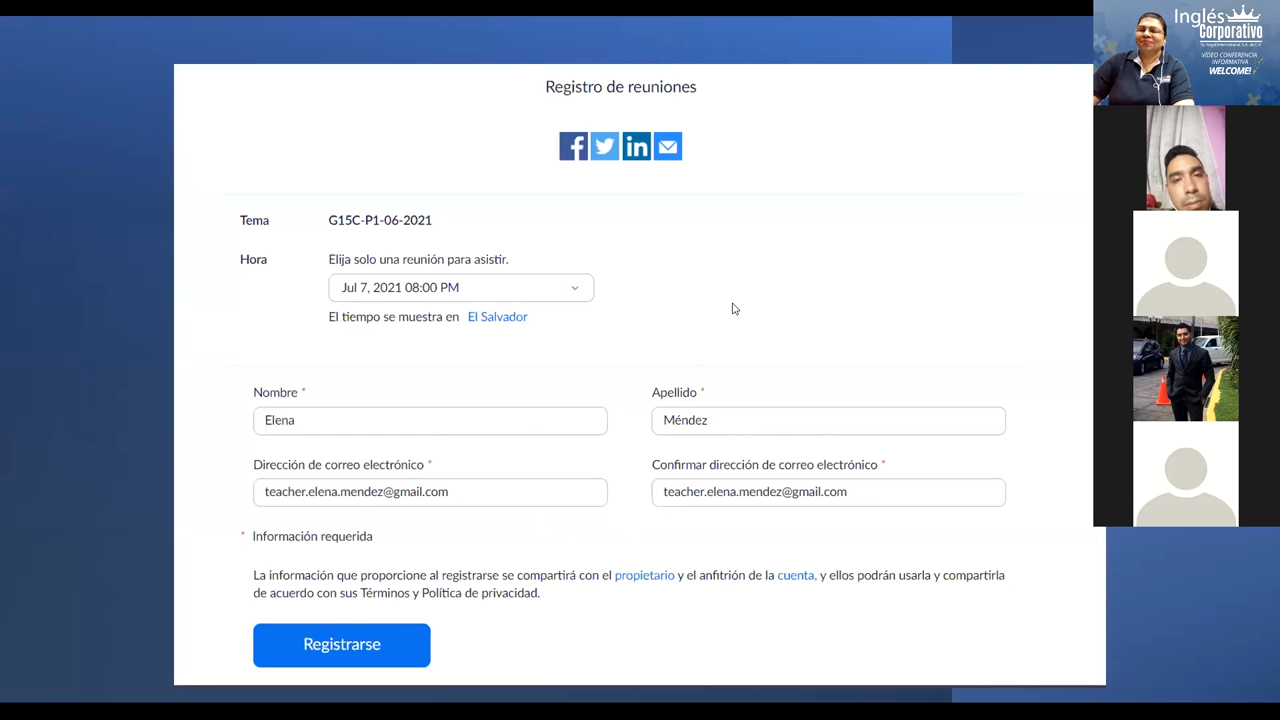 Registro de reuniones
Tema
G15C-P1-06-2021
Hora
Elija solo una reunión para asistir.
Jul 7, 2021 08:00 PM
El tiempo se muestra en El Salvador
Nombre *
Apellido *
Elena
Méndez
Dirección de correo electrónico *
Confirmar dirección de correo electrónico *
teacher.elena.mendez@gmail.com
teacher.elena.mendez@gmail.com
* Información requerida
La información que proporcione al registrarse se compartirá con el propietario y el anfitrión de la cuenta, y ellos podrán usarla y compartirla
de acuerdo con sus Términos y Política de privacidad.
Registrarse
Inglés
Corporativo
VÍDEO CONFERENCIA
INFORMATIVA
WELCOME!